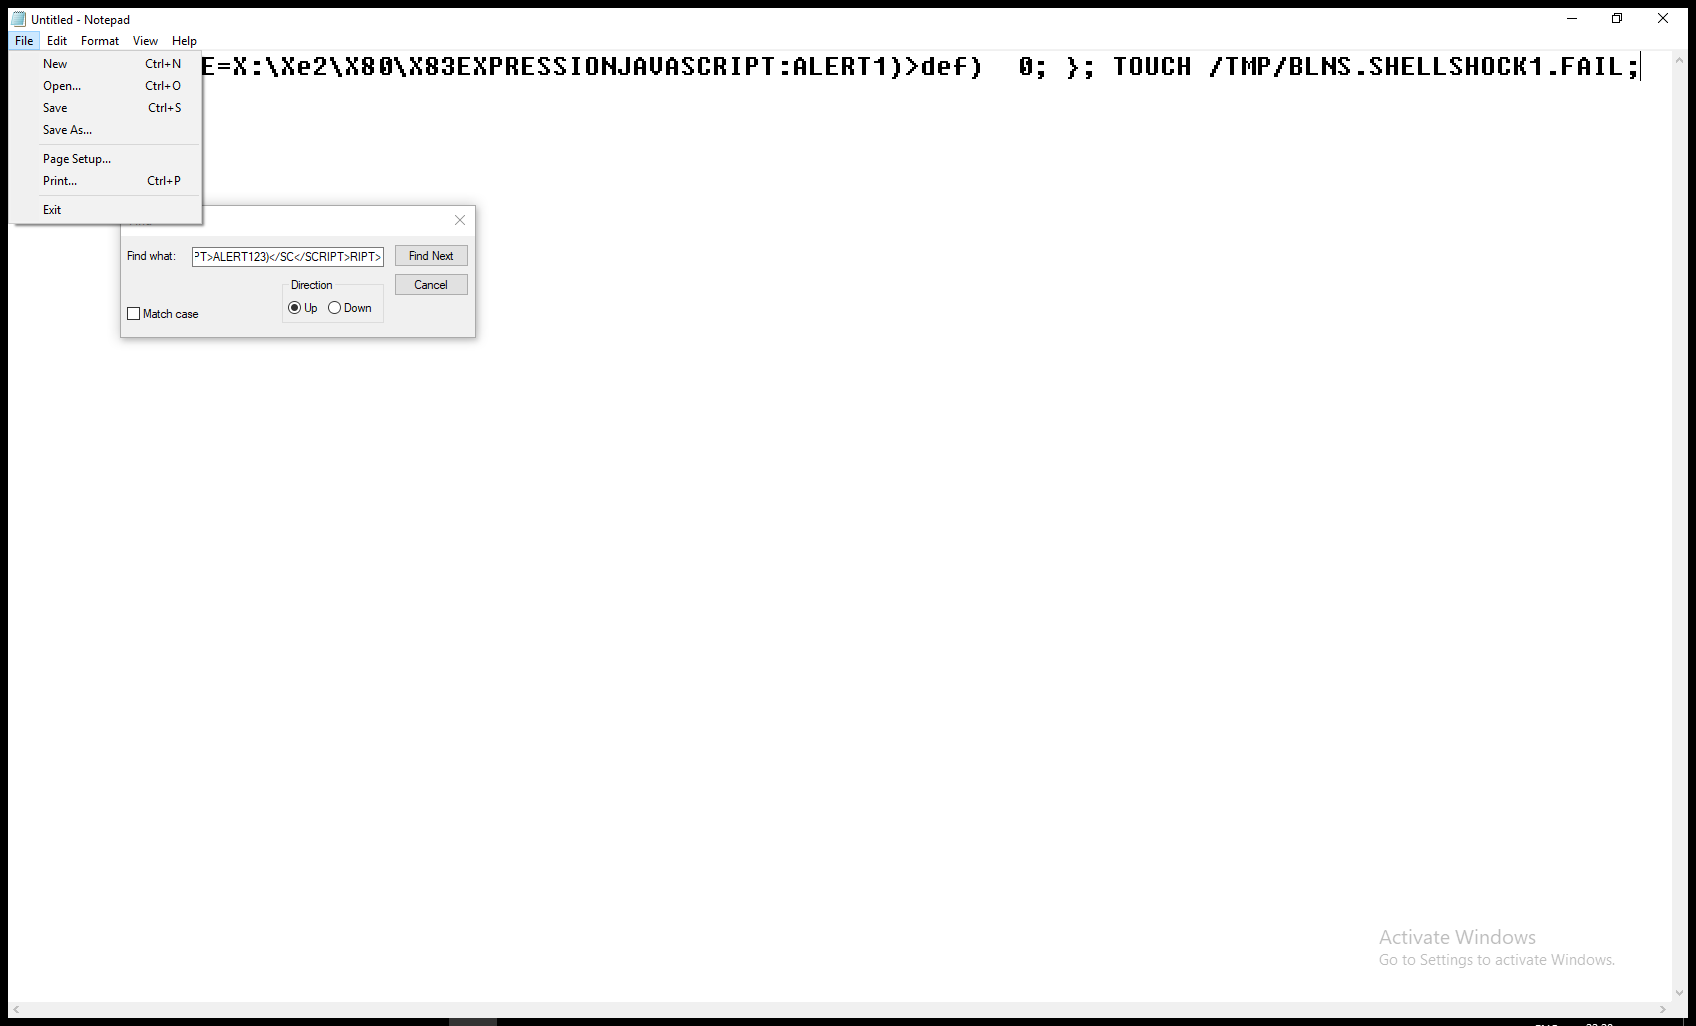 Untitled - Notepad
File Edit Format View Help
E=X:\Xe2\X80\X83EXPRESSIONJAVASCRIPT:ALERT1)>def) 0; }; TOUCH /TMP/BLNS.SHELLSHOCK1.FAIL;
New Ctrl+N
Open... Ctrl+O
Save Ctrl+S
Save As...
Page Setup...
Print... Ctrl+P
Exit
Find what: PT>ALERT123)</SC</SCRIPT>RIPT> Find Next
Direction Cancel
Up Down
Match case
Activate Windows
Go to Settings to activate Windows.